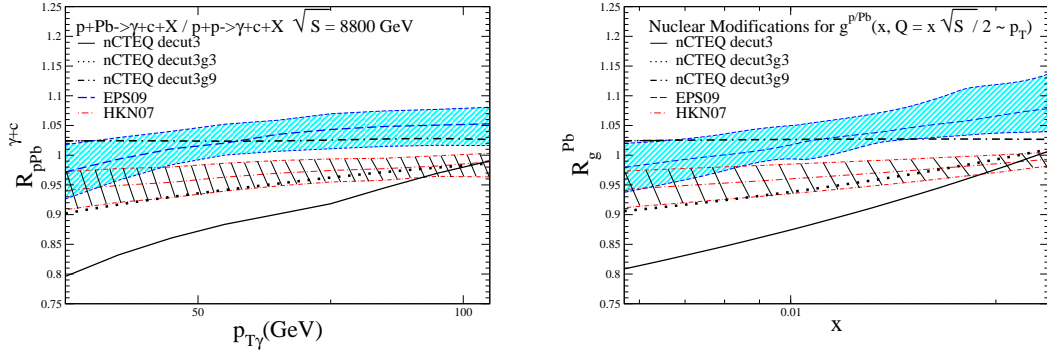 p+Pb->γ+c+X / p+p->γ+c+X √S = 8800 GeV
nCTEQ decut3
nCTEQ decut3g3
nCTEQ decut3g9
EPS09
HKN07
1.25
1.2
1.15
1.1
1.05
1
0.95
0.9
0.85
0.8
0.75
R_pPb^γ+c
50
100
p_Tγ(GeV)
Nuclear Modifications for g^p/Pb(x, Q = x √S / 2 ~ p_T)
nCTEQ decut3
nCTEQ decut3g3
nCTEQ decut3g9
EPS09
HKN07
1.25
1.2
1.15
1.1
1.05
1
0.95
0.9
0.85
0.8
0.75
R_g^Pb
0.01
x